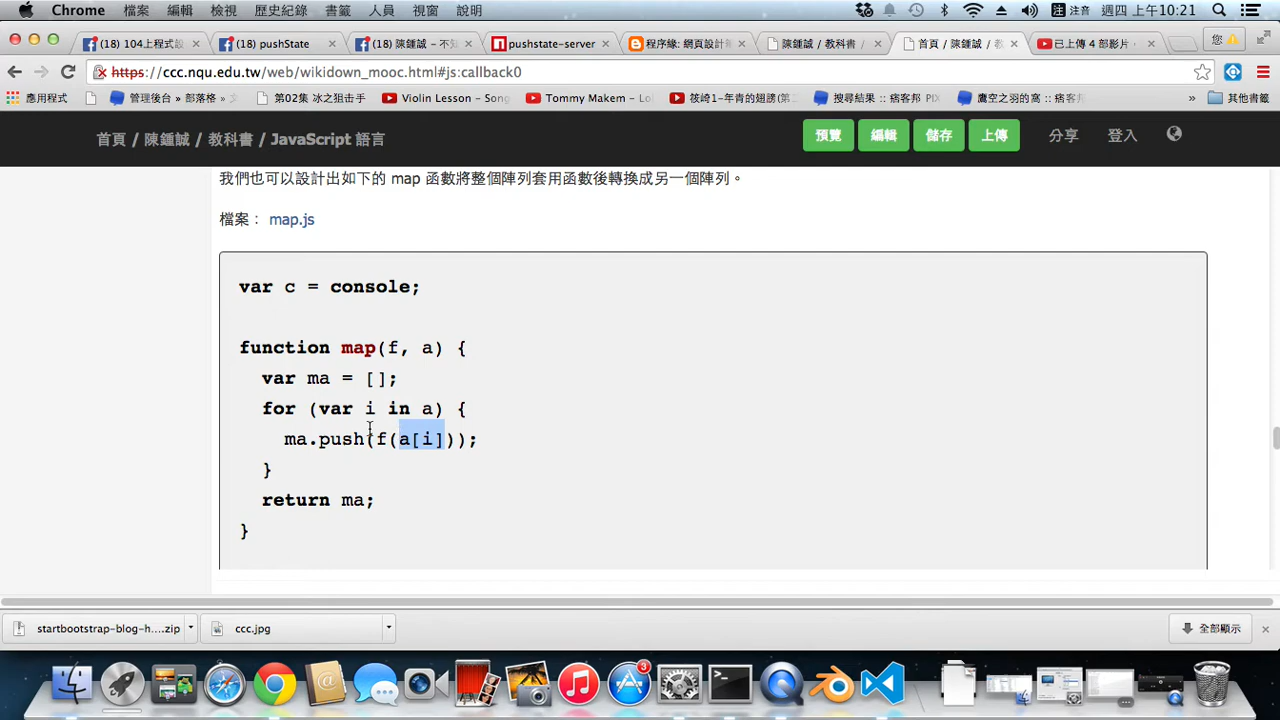 Chrome 檔案 編輯 檢視 歷史紀錄 書籤 人員 視窗 說明 注音 週四 上午10:21
(18) 104上程式設 (18) pushState (18) 陳鍾誠 – 不知 pushstate-server 程序緣: 網頁設計 陳鍾誠 / 教科書 / 首頁 / 陳鍾誠 / 教 已上傳 4 部影片 您
https://ccc.nqu.edu.tw/web/wikidown_mooc.html#js:callback0
應用程式 管理後台 » 部落格 » 第02集 冰之狙擊手 Violin Lesson - Song Tommy Makem – Lo 筱崎1-年青的翅膀(第二 搜尋結果 :: 痞客邦 PIX 鷹空之羽的窩 :: 痞客 » 其他書籤
首頁 / 陳鍾誠 / 教科書 / JavaScript 語言 預覽 編輯 儲存 上傳 分享 登入
我們也可以設計出如下的 map 函數將整個陣列套用函數後轉換成另一個陣列。
檔案： map.js
var c = console;
function map(f, a) {
var ma = [];
for (var i in a) {
ma.push(f(a[i]));
}
return ma;
}
startbootstrap-blog-h....zip ccc.jpg 全部顯示
3